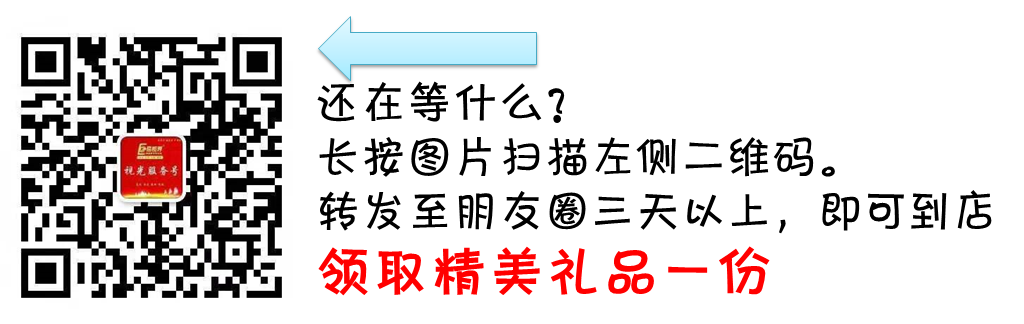 视光服务号
还在等什么?
长按图片扫描左侧二维码。
转发至朋友圈三天以上，即可到店
领取精美礼品一份